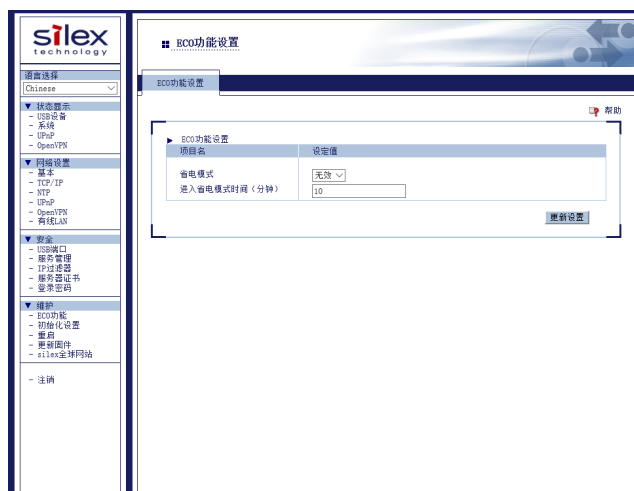 silex
technology
语言选择
Chinese
▼ 状态显示
- USB设备
- 系统
- UPnP
- OpenVPN
▼ 网络设置
- 基本
- TCP/IP
- NTP
- UPnP
- OpenVPN
- 有线LAN
▼ 安全
- USB端口
- 服务管理
- IP过滤器
- 服务器证书
- 登录密码
▼ 维护
- ECO功能
- 初始化设置
- 重启
- 更新固件
- silex全球网站
- 注销
ECO功能设置
ECO功能设置
帮助
ECO功能设置
项目名 设定值
省电模式 无效
进入省电模式时间（分钟） 10
更新设置